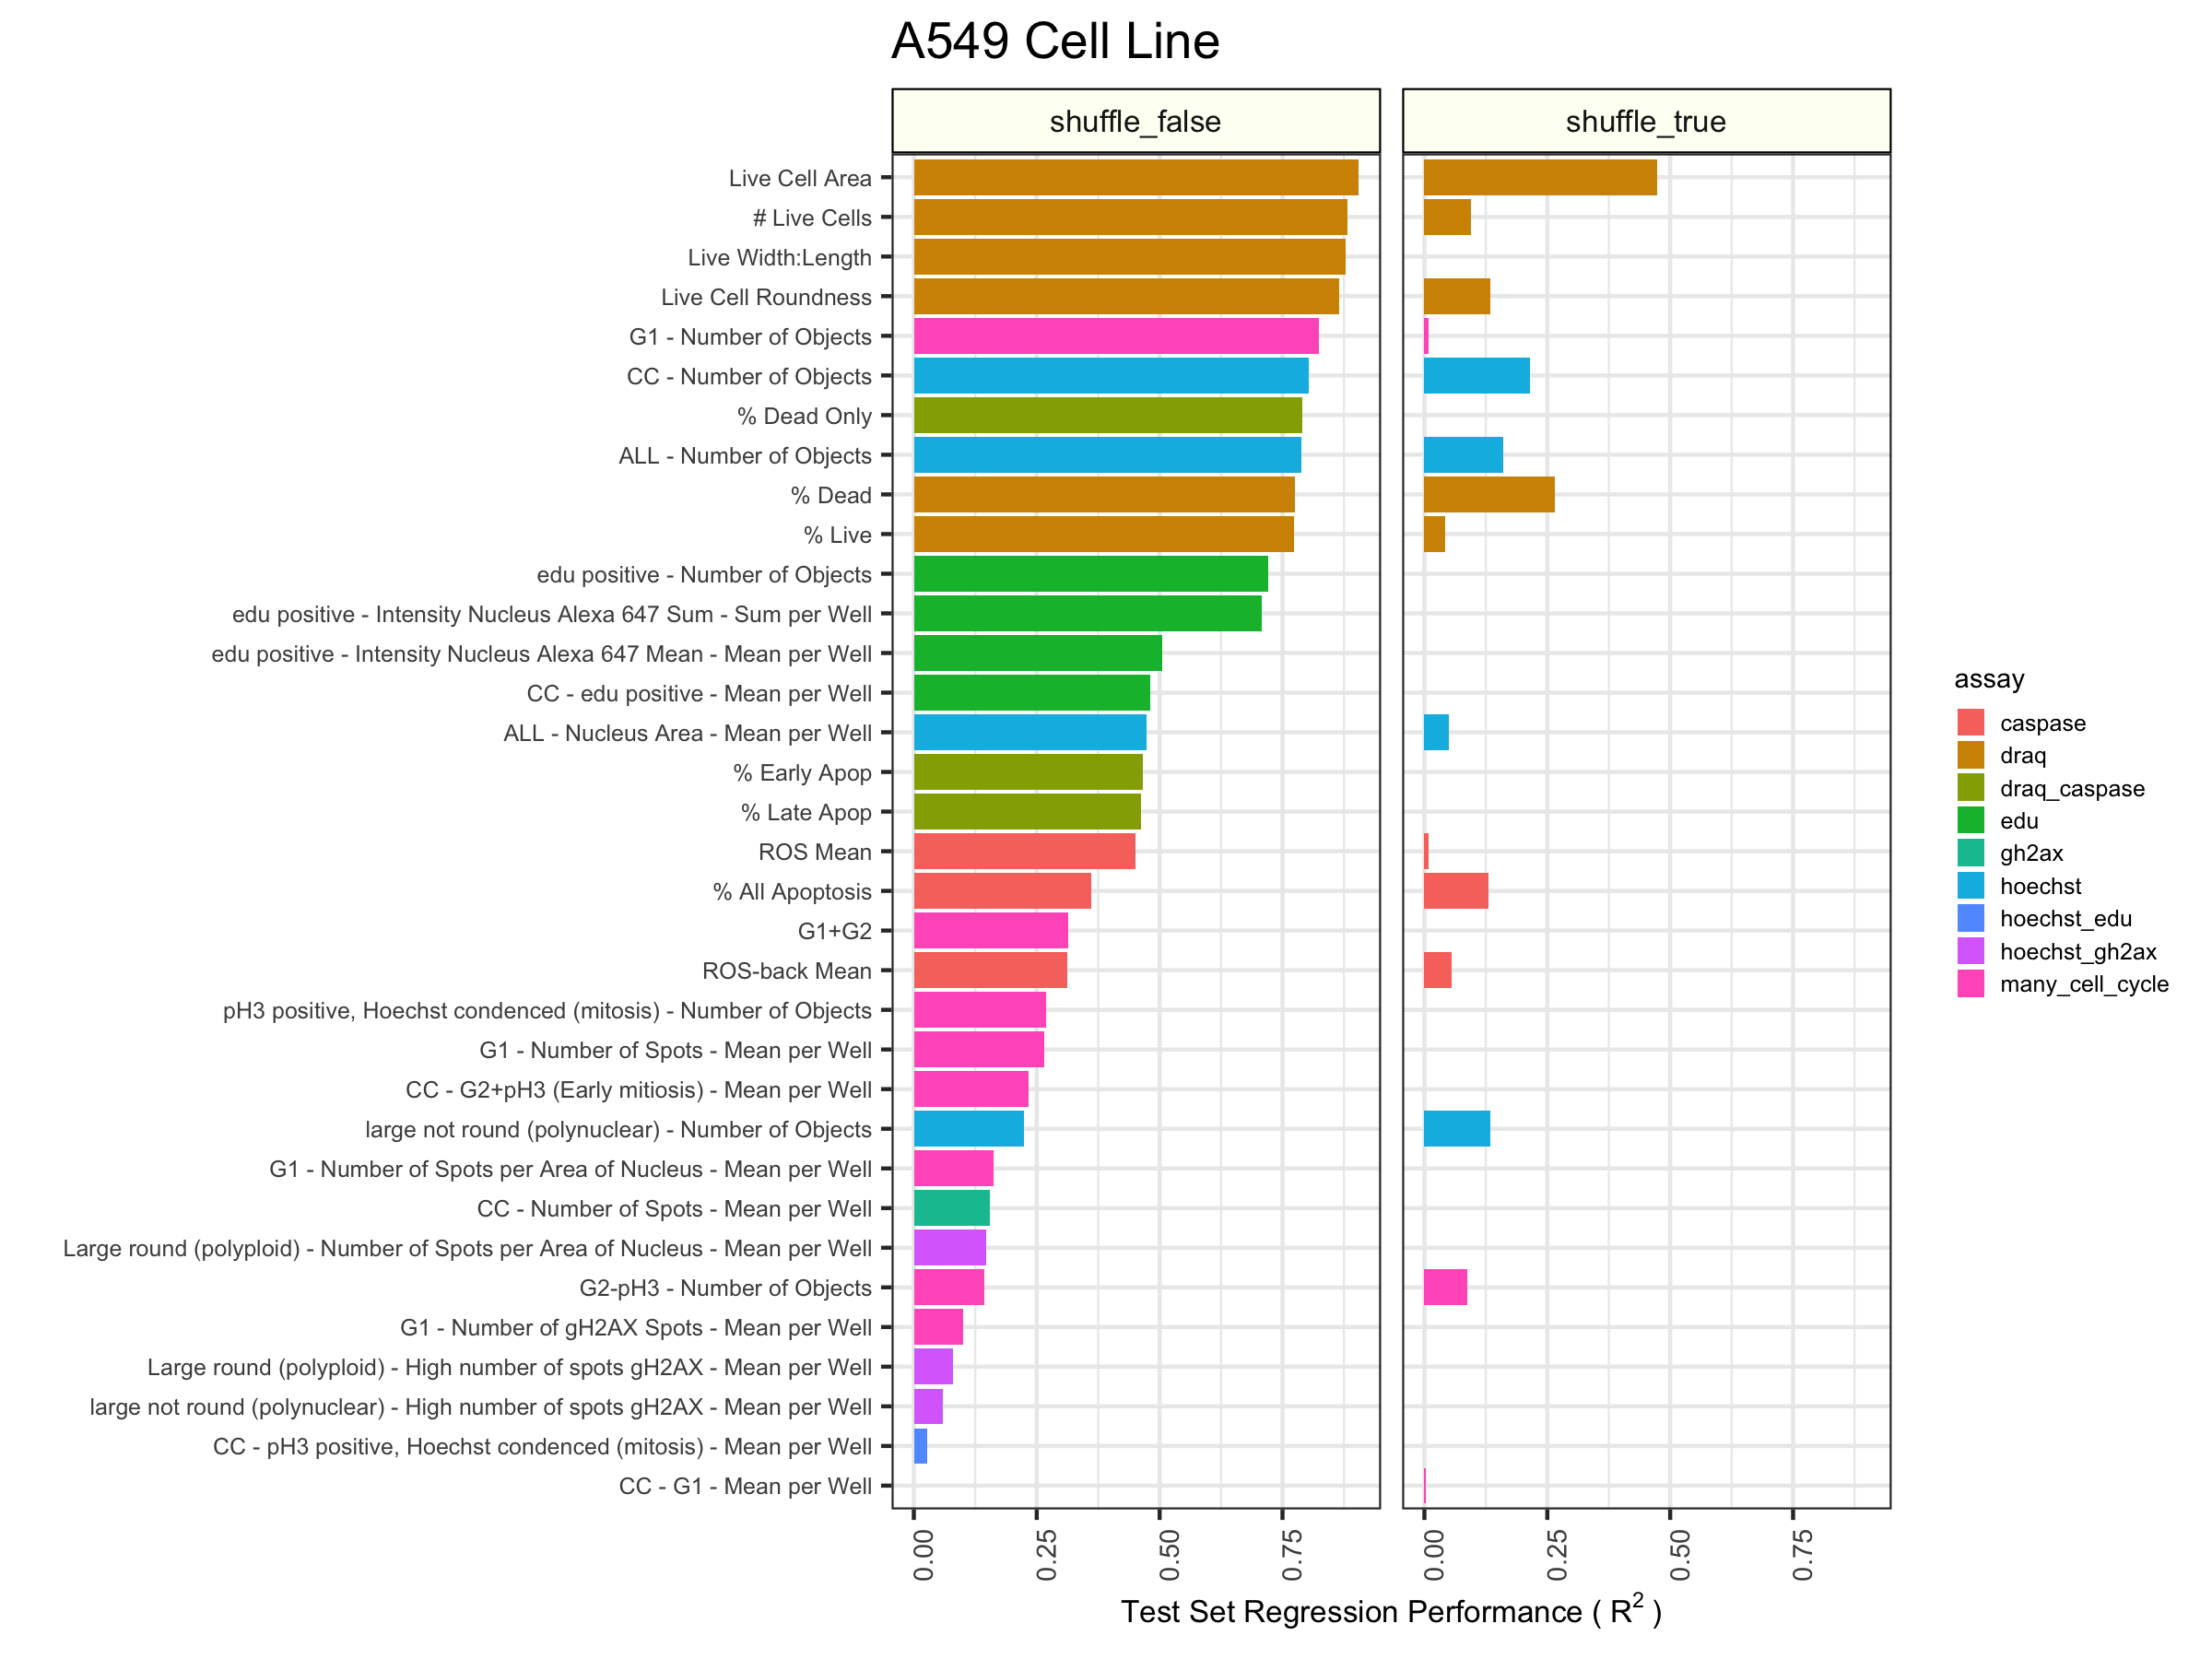 A549 Cell Line
shuffle_false
shuffle_true
Live Cell Area
# Live Cells
Live Width:Length
Live Cell Roundness
G1 - Number of Objects
CC - Number of Objects
% Dead Only
ALL - Number of Objects
% Dead
% Live
edu positive - Number of Objects
edu positive - Intensity Nucleus Alexa 647 Sum - Sum per Well
edu positive - Intensity Nucleus Alexa 647 Mean - Mean per Well
CC - edu positive - Mean per Well
ALL - Nucleus Area - Mean per Well
% Early Apop
% Late Apop
ROS Mean
% All Apoptosis
G1+G2
ROS-back Mean
pH3 positive, Hoechst condenced (mitosis) - Number of Objects
G1 - Number of Spots - Mean per Well
CC - G2+pH3 (Early mitiosis) - Mean per Well
large not round (polynuclear) - Number of Objects
G1 - Number of Spots per Area of Nucleus - Mean per Well
CC - Number of Spots - Mean per Well
Large round (polyploid) - Number of Spots per Area of Nucleus - Mean per Well
G2-pH3 - Number of Objects
G1 - Number of gH2AX Spots - Mean per Well
Large round (polyploid) - High number of spots gH2AX - Mean per Well
large not round (polynuclear) - High number of spots gH2AX - Mean per Well
CC - pH3 positive, Hoechst condenced (mitosis) - Mean per Well
CC - G1 - Mean per Well
0.00
0.25
0.50
0.75
0.00
0.25
0.50
0.75
Test Set Regression Performance ( R² )
assay
caspase
draq
draq_caspase
edu
gh2ax
hoechst
hoechst_edu
hoechst_gh2ax
many_cell_cycle